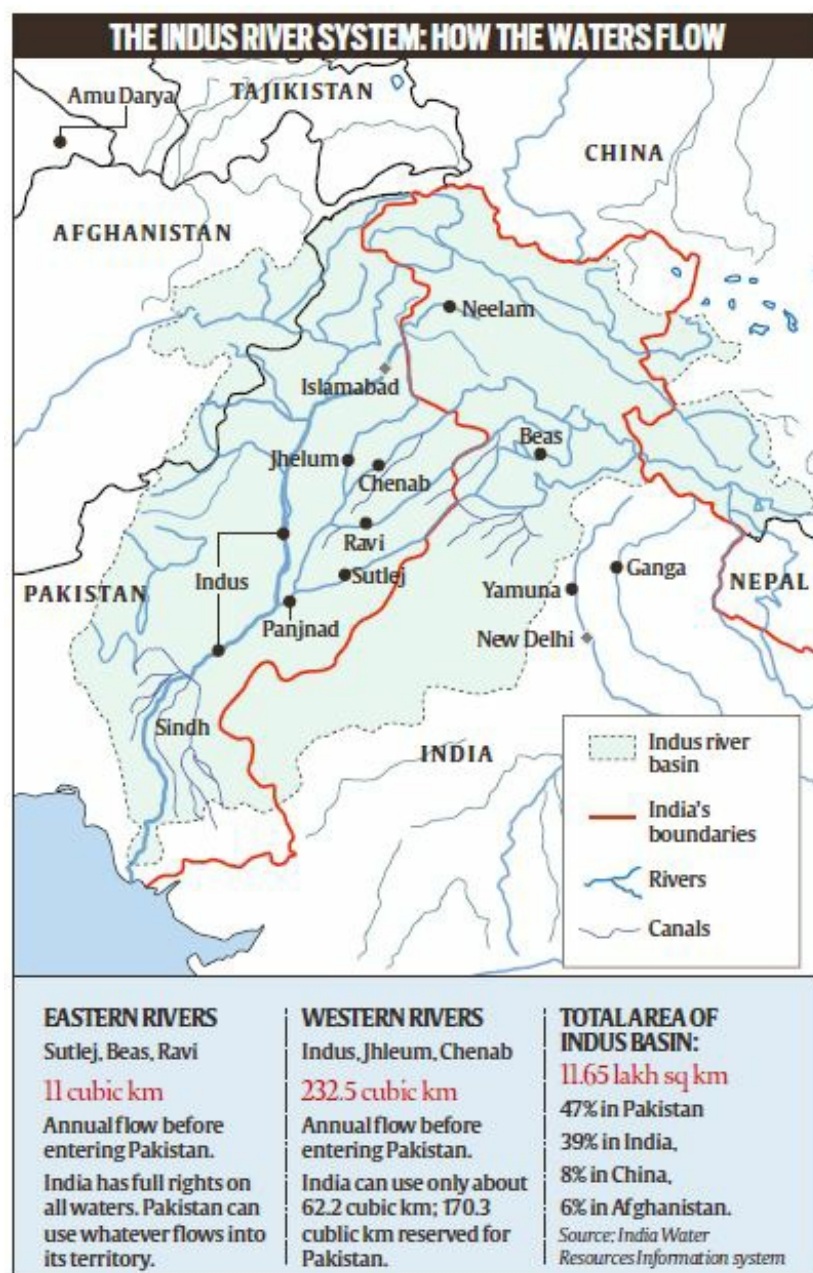 THE INDUS RIVER SYSTEM: HOW THE WATERS FLOW
Amu Darya
TAJIKISTAN
CHINA
AFGHANISTAN
Neelam
Islamabad
Beas
Jhelum
Chenab
Ravi
Indus
Sutlej
Ganga
PAKISTAN
Yamuna
NEPAL
Panjnad
New Delhi
Sindh
INDIA
Indus river
basin
India's
boundaries
Rivers
Canals
EASTERN RIVERS
Sutlej, Beas, Ravi
11 cubic km
Annual flow before
entering Pakistan.
India has full rights on
all waters. Pakistan can
use whatever flows into
its territory.
WESTERN RIVERS
Indus, Jhleum, Chenab
232.5 cubic km
Annual flow before
entering Pakistan.
India can use only about
62.2 cubic km; 170.3
cublic km reserved for
Pakistan.
TOTAL AREA OF
INDUS BASIN:
11.65 lakh sq km
47% in Pakistan
39% in India,
8% in China,
6% in Afghanistan.
Source: India Water
Resources Information system